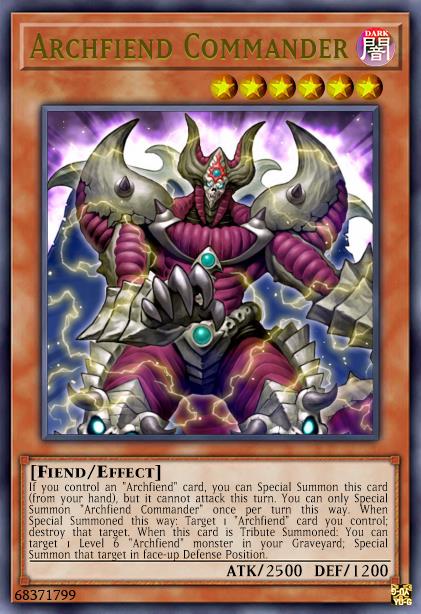 ARCHFIEND COMMANDER
DARK
闇
[FIEND/EFFECT]
If you control an "Archfiend" card, you can Special Summon this card
(from your hand), but it cannot attack this turn. You can only Special
Summon "Archfiend Commander" once per turn this way. When
Special Summoned this way: Target 1 "Archfiend" card you control;
destroy that target. When this card is Tribute Summoned: You can
target 1 Level 6 "Archfiend" monster in your Graveyard; Special
Summon that target in face-up Defense Position.
ATK/2500 DEF/1200
68371799